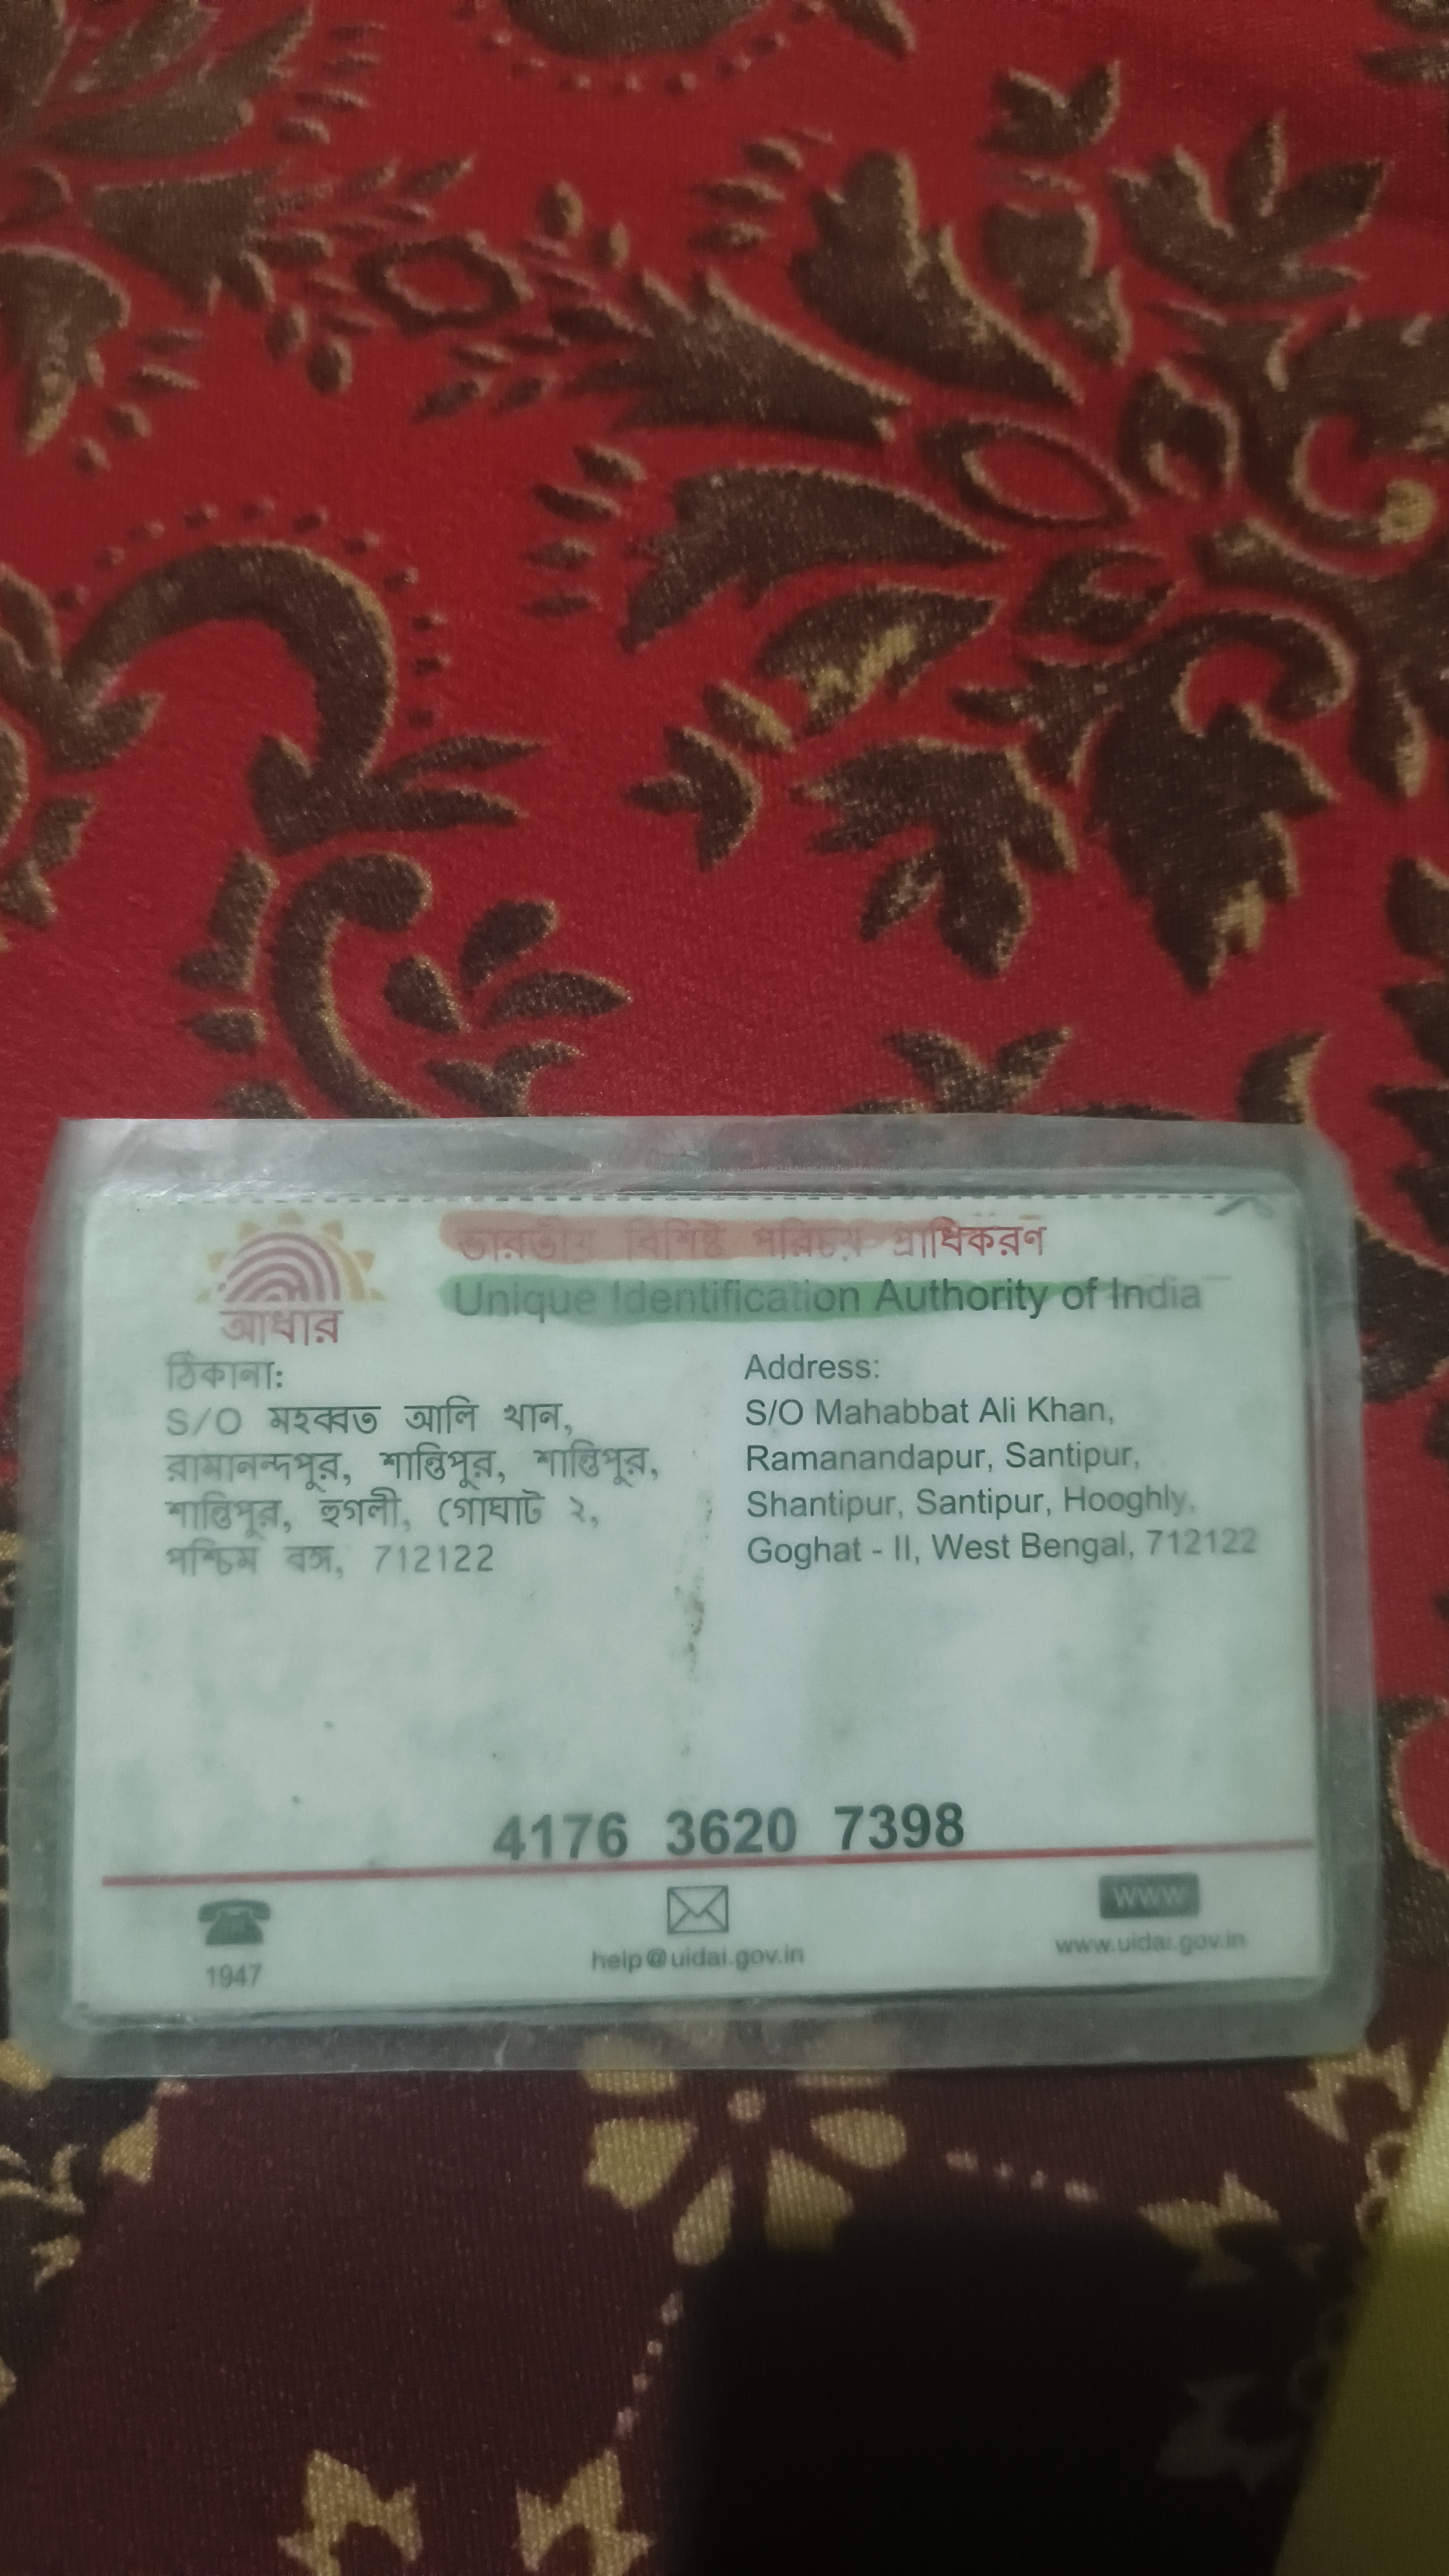 ভারতীয় বিশিষ্ট পরিচয় প্রাধিকরণ
Unique Identification Authority of India
আধার
ঠিকানা:
S/O মহব্বত আলি খান,
রামানন্দপুর, শান্তিপুর, শান্তিপুর,
শান্তিপুর, হুগলী, গোঘাট ২,
পশ্চিম বঙ্গ, 712122
Address:
S/O Mahabbat Ali Khan,
Ramanandapur, Santipur,
Shantipur, Santipur, Hooghly,
Goghat - II, West Bengal, 712122
4176 3620 7398
1947
help@uidai.gov.in
www
www.uidai.gov.in